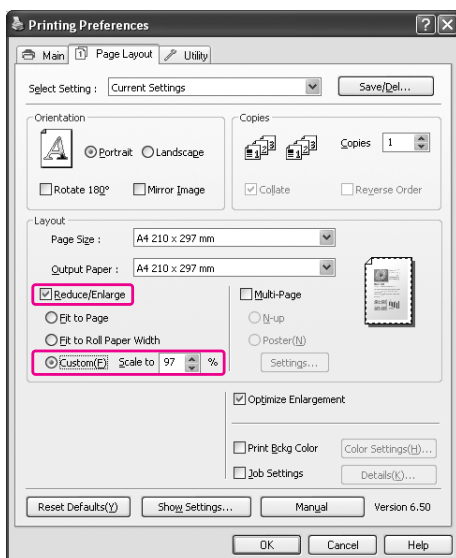 Printing Preferences
Main Page Layout Utility
Select Setting : Current Settings Save/Del...
Orientation Copies
Portrait Landscape Copies 1
Rotate 180° Mirror Image Collate Reverse Order
Layout
Page Size : A4 210 x 297 mm
Output Paper : A4 210 x 297 mm
Reduce/Enlarge Multi-Page
Fit to Page N-up
Fit to Roll Paper Width Poster(N)
Custom(F) Scale to 97 % Settings...
Optimize Enlargement
Print Bckg Color Color Settings(H)...
Job Settings Details(K)...
Reset Defaults(Y) Show Settings... Manual Version 6.50
OK Cancel Help